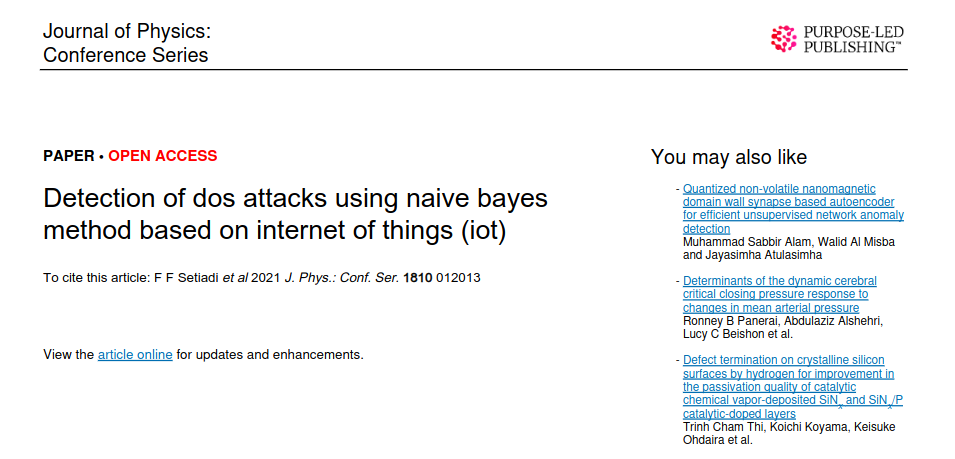 Journal of Physics:
Conference Series
PURPOSE-LED
PUBLISHING™
PAPER • OPEN ACCESS
Detection of dos attacks using naive bayes
method based on internet of things (iot)
To cite this article: F F Setiadi et al 2021 J. Phys.: Conf. Ser. 1810 012013
View the article online for updates and enhancements.
You may also like
- Quantized non-volatile nanomagnetic
domain wall synapse based autoencoder
for efficient unsupervised network anomaly
detection
Muhammad Sabbir Alam, Walid Al Misba
and Jayasimha Atulasimha
- Determinants of the dynamic cerebral
critical closing pressure response to
changes in mean arterial pressure
Ronney B Panerai, Abdulaziz Alshehri,
Lucy C Beishon et al.
- Defect termination on crystalline silicon
surfaces by hydrogen for improvement in
the passivation quality of catalytic
chemical vapor-deposited SiNx and SiNx/P
catalytic-doped layers
Trinh Cham Thi, Koichi Koyama, Keisuke
Ohdaira et al.